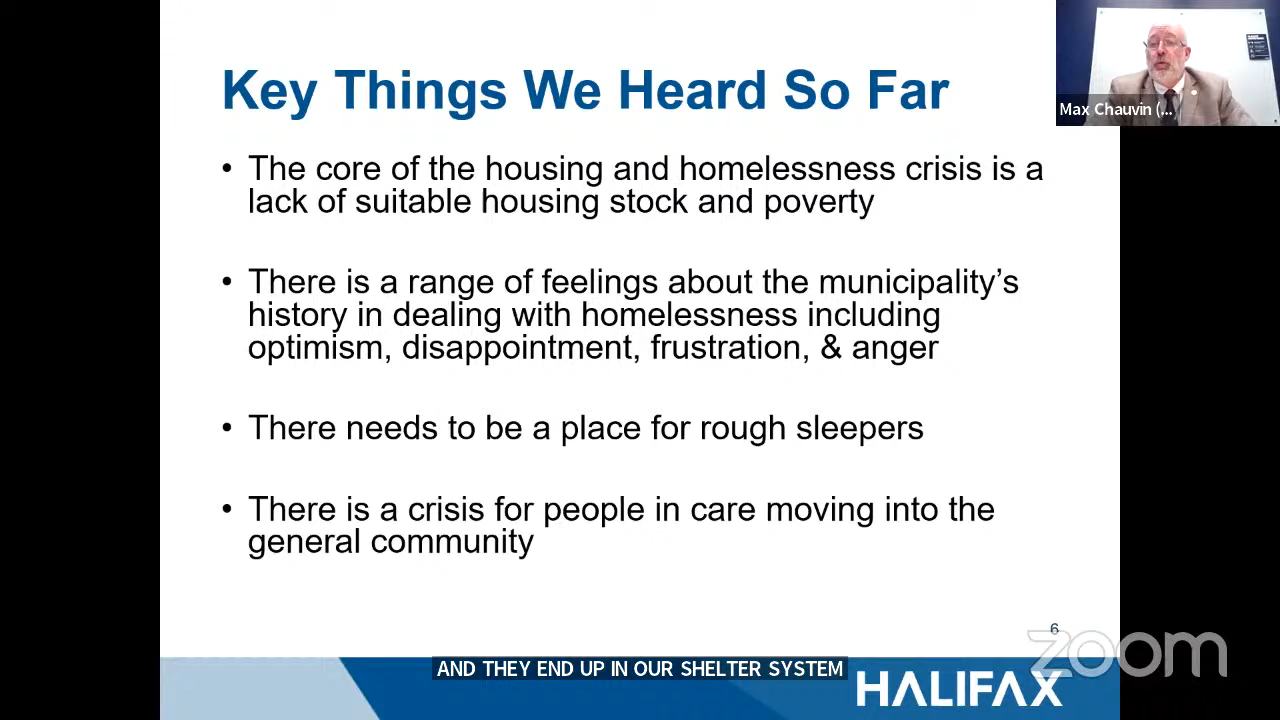 Key Things We Heard So Far
Max Chauvin (...
• The core of the housing and homelessness crisis is a
lack of suitable housing stock and poverty
• There is a range of feelings about the municipality's
history in dealing with homelessness including
optimism, disappointment, frustration, & anger
• There needs to be a place for rough sleepers
• There is a crisis for people in care moving into the
general community
6
zoom
AND THEY END UP IN OUR SHELTER SYSTEM
HALIFAX